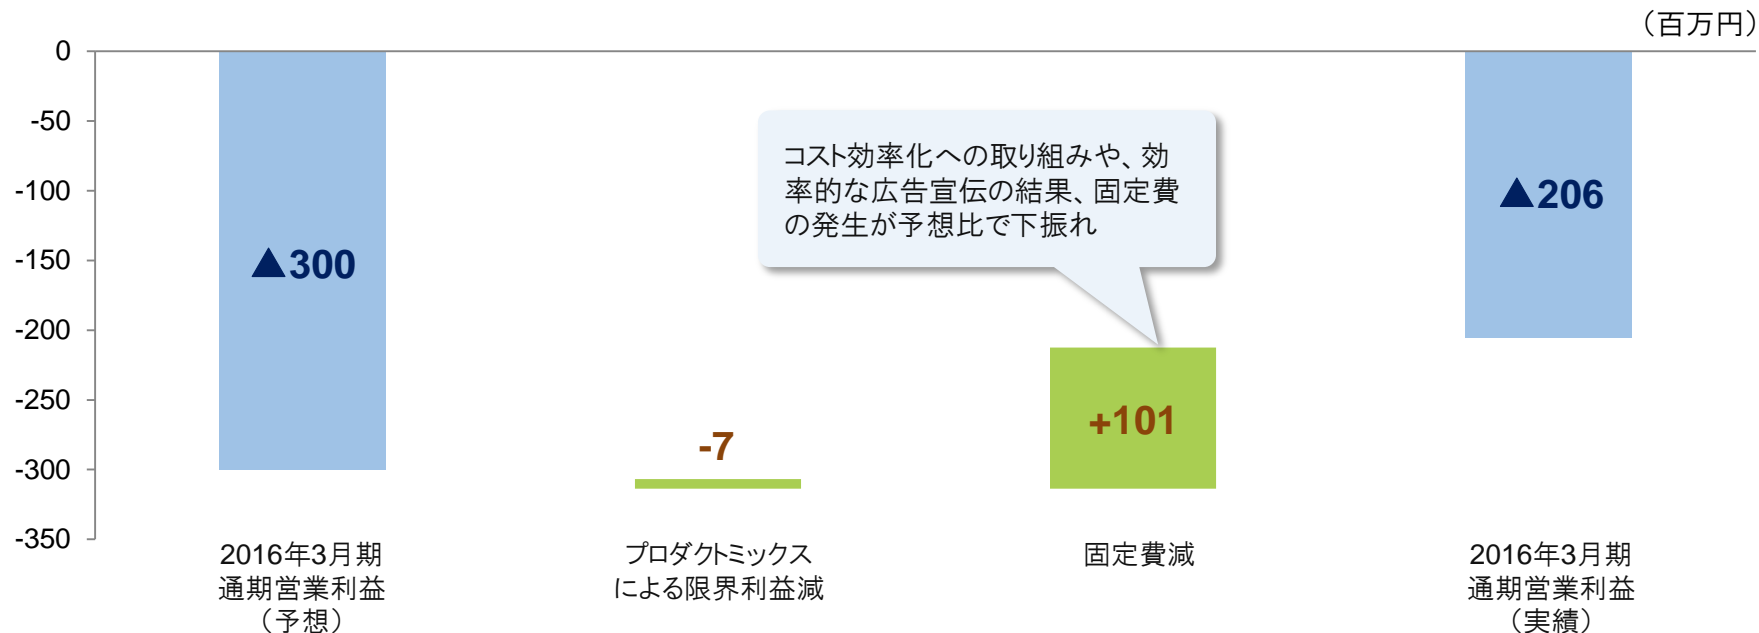 （百万円）
0
-50
-100
-150
-200
-250
-300
-350
▲300
-7
コスト効率化への取り組みや、効
率的な広告宣伝の結果、固定費
の発生が予想比で下振れ
+101
▲206
2016年3月期
通期営業利益
（予想）
プロダクトミックス
による限界利益減
固定費減
2016年3月期
通期営業利益
（実績）